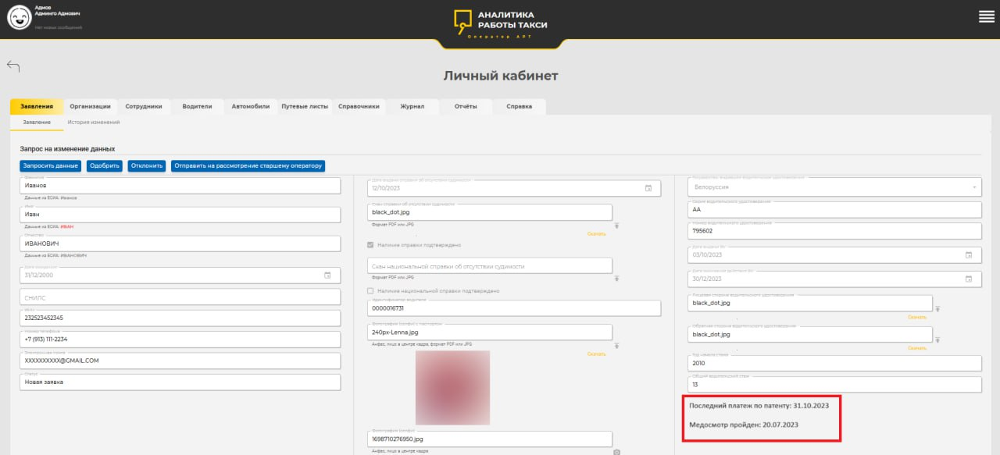 Адмов
Админго Адмович
Нет новых сообщений
АНАЛИТИКА
РАБОТЫ ТАКСИ
Оператор АРТ
Личный кабинет
Заявления Организации Сотрудники Водители Автомобили Путевые листы Справочники Журнал Отчёты Справка
Заявление История изменений
Запрос на изменение данных
Запросить данные Одобрить Отклонить Отправить на рассмотрение старшему оператору
Фамилия
Иванов
Данные из ЕСИА: Иванов
Имя
Иван
Данные из ЕСИА: ИВАН
Отчество
ИВАНОВИЧ
Данные из ЕСИА: ИВАНОВИЧ
Дата рождения
31/12/2000
СНИЛС
232523452345
Номер телефона
+7 (913) 111-2234
Электронная почта
XXXXXXXXXX@GMAIL.COM
Статус
Новая заявка
Дата выдачи справки об отсутствии судимости
12/10/2023
Скан справки об отсутствии судимости
black_dot.jpg
Формат PDF или JPG
Скачать
Наличие справки подтверждено
Скан национальной справки об отсутствии судимости
Формат PDF или JPG
Наличие национальной справки подтверждено
Идентификатор водителя
0000016731
Фотография (селфи) с паспортом
240px-Lenna.jpg
Анфас, лицо в центре кадра, формат PDF или JPG
Скачать
Фотография (селфи)
1698710276950.jpg
Анфас, лицо в центре кадра
Государство, выдавшее водительское удостоверение
Белоруссия
Серия водительского удостоверения
AA
Номер водительского удостоверения
795602
Дата выдачи ВУ
03/10/2023
Дата окончания действия ВУ
30/12/2023
Лицевая сторона водительского удостоверения
black_dot.jpg
Скачать
Обратная сторона водительского удостоверения
black_dot.jpg
Скачать
Год начала стажа
2010
Общий водительский стаж
13
Последний платеж по патенту: 31.10.2023
Медосмотр пройден: 20.07.2023